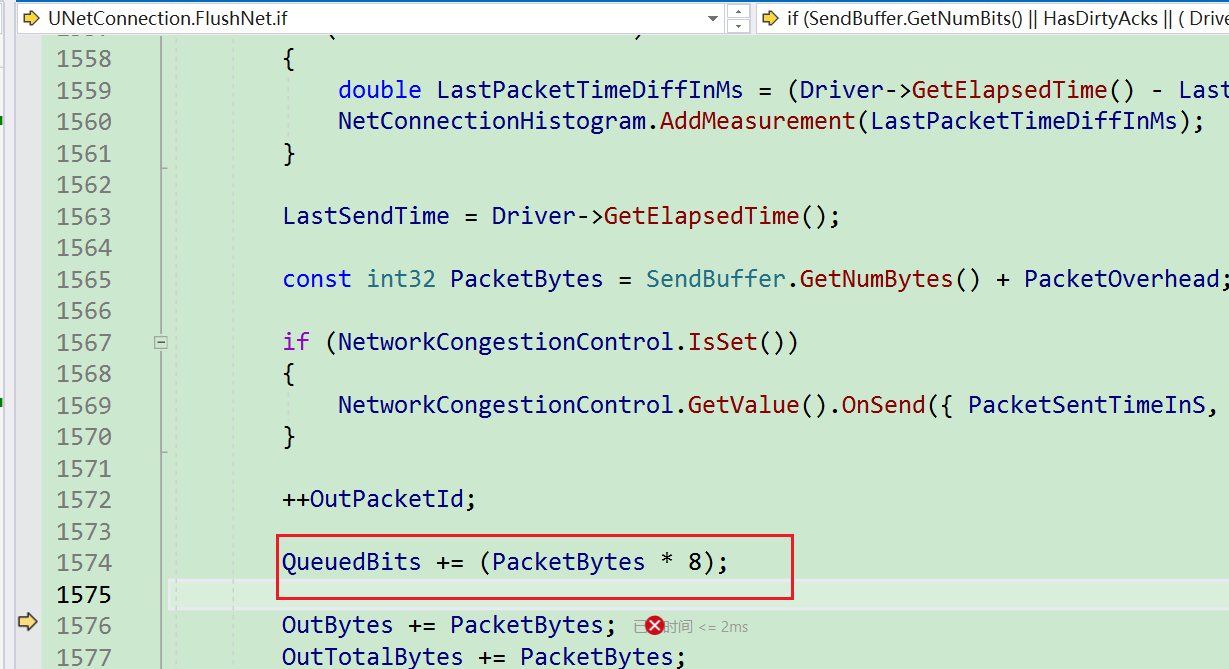 UNetConnection.FlushNet.if
if (SendBuffer.GetNumBits() || HasDirtyAcks || ( Drive
1558 {
1559 double LastPacketTimeDiffInMs = (Driver->GetElapsedTime() - Last
1560 NetConnectionHistogram.AddMeasurement(LastPacketTimeDiffInMs);
1561 }
1562
1563 LastSendTime = Driver->GetElapsedTime();
1564
1565 const int32 PacketBytes = SendBuffer.GetNumBytes() + PacketOverhead;
1566
1567 if (NetworkCongestionControl.IsSet())
1568 {
1569 NetworkCongestionControl.GetValue().OnSend({ PacketSentTimeInS,
1570 }
1571
1572 ++OutPacketId;
1573
1574 QueuedBits += (PacketBytes * 8);
1575
1576 OutBytes += PacketBytes; 已 时间 <= 2ms
1577 OutTotalBytes += PacketBytes;